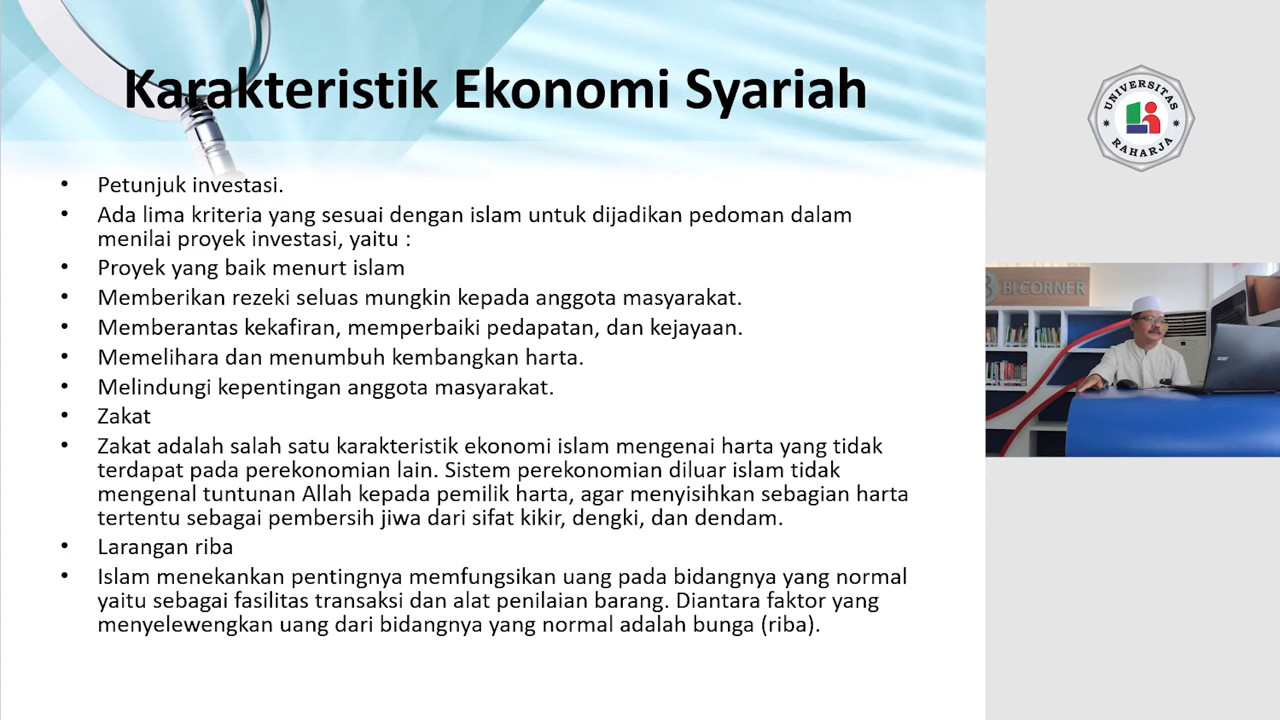 Karakteristik Ekonomi Syariah
• Petunjuk investasi.
• Ada lima kriteria yang sesuai dengan islam untuk dijadikan pedoman dalam
menilai proyek investasi, yaitu :
• Proyek yang baik menurt islam
• Memberikan rezeki seluas mungkin kepada anggota masyarakat.
• Memberantas kekafiran, memperbaiki pedapatan, dan kejayaan.
• Memelihara dan menumbuh kembangkan harta.
• Melindungi kepentingan anggota masyarakat.
• Zakat
• Zakat adalah salah satu karakteristik ekonomi islam mengenai harta yang tidak
terdapat pada perekonomian lain. Sistem perekonomian diluar islam tidak
mengenal tuntunan Allah kepada pemilik harta, agar menyisihkan sebagian harta
tertentu sebagai pembersih jiwa dari sifat kikir, dengki, dan dendam.
• Larangan riba
• Islam menekankan pentingnya memfungsikan uang pada bidangnya yang normal
yaitu sebagai fasilitas transaksi dan alat penilaian barang. Diantara faktor yang
menyelewengkan uang dari bidangnya yang normal adalah bunga (riba).
UNIVERSITAS
RAHARJA
BI CORNER
acer